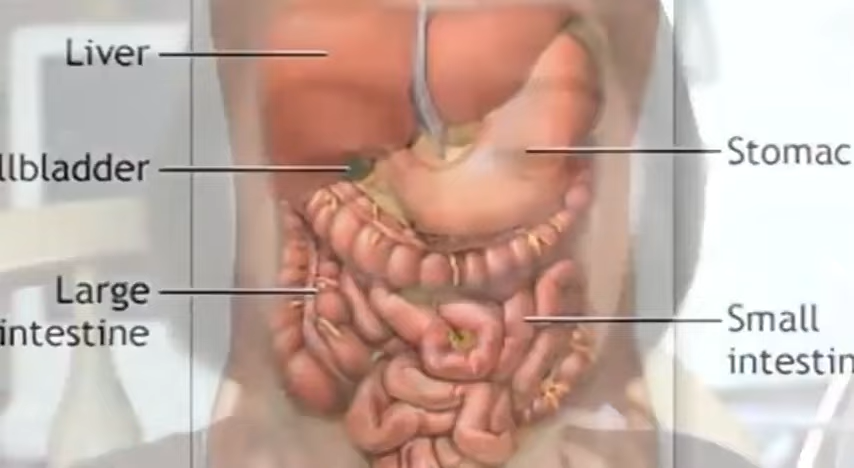 Liver
llbladder
Large
intestine
Stomac
Small
intestin